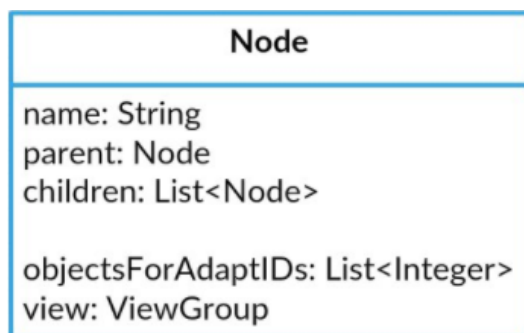 Node
name: String
parent: Node
children: List<Node>
objectsForAdaptIDs: List<Integer>
view: ViewGroup